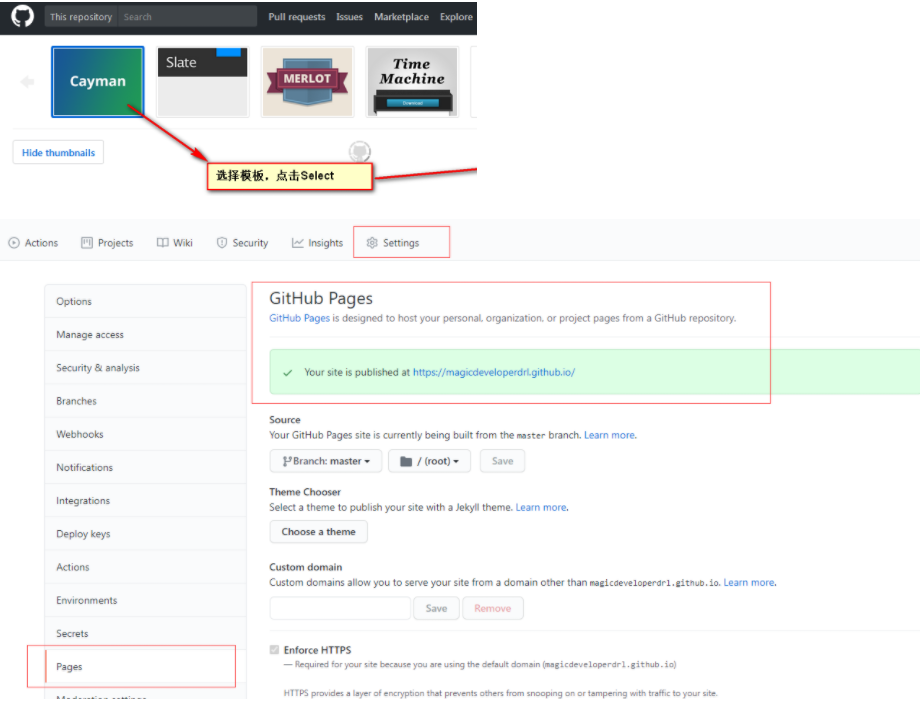 This repository Search Pull requests Issues Marketplace Explore
Cayman
Slate
MERLOT
Time
Machine
Download
Hide thumbnails
选择模板，点击Select
Actions Projects Wiki Security Insights Settings
Options
Manage access
Security & analysis
Branches
Webhooks
Notifications
Integrations
Deploy keys
Actions
Environments
Secrets
Pages
Moderation settings
GitHub Pages
GitHub Pages is designed to host your personal, organization, or project pages from a GitHub repository.
Your site is published at https://magicdeveloperdrl.github.io/
Source
Your GitHub Pages site is currently being built from the master branch. Learn more.
Branch: master / (root) Save
Theme Chooser
Select a theme to publish your site with a Jekyll theme. Learn more.
Choose a theme
Custom domain
Custom domains allow you to serve your site from a domain other than magicdeveloperdrl.github.io. Learn more.
Save Remove
Enforce HTTPS
— Required for your site because you are using the default domain (magicdeveloperdrl.github.io)
HTTPS provides a layer of encryption that prevents others from snooping on or tampering with traffic to your site.